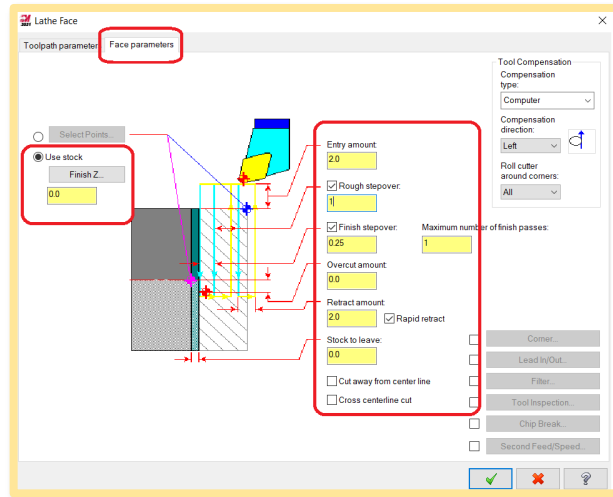 2021
Lathe Face
Toolpath parameter
Face parameters
Tool Compensation
Compensation
type:
Computer
Compensation
direction:
Left
Roll cutter
around corners:
All
Select Points...
Use stock
Finish Z...
0.0
Entry amount:
2.0
Rough stepover:
1
Finish stepover:
Maximum number of finish passes:
0.25
1
Overcut amount:
0.0
Retract amount:
2.0
Rapid retract
Stock to leave:
0.0
Cut away from center line
Cross centerline cut
Corner...
Lead In/Out...
Filter...
Tool Inspection...
Chip Break...
Second Feed/Speed...